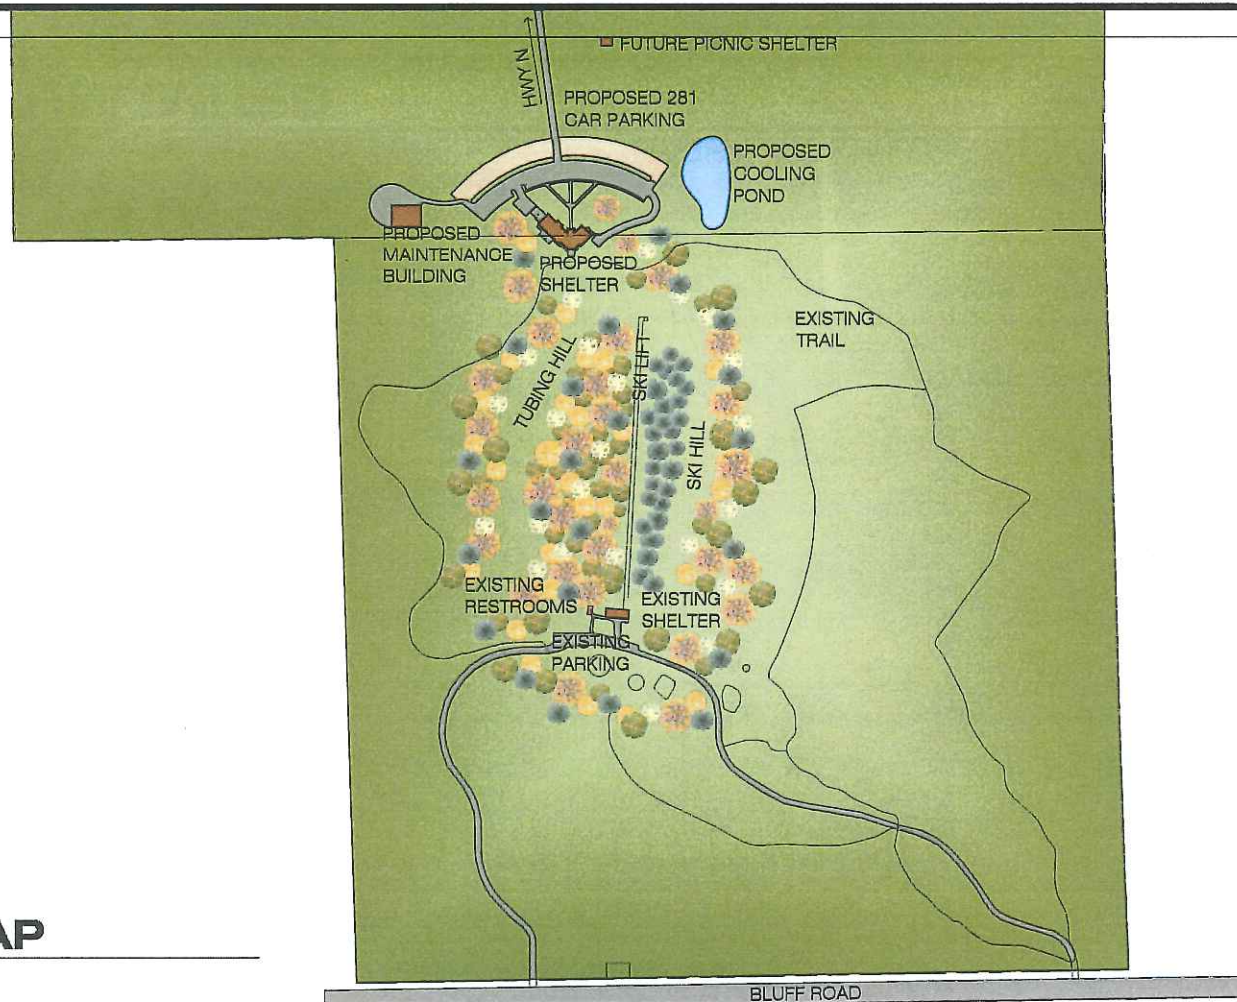 FUTURE PICNIC SHELTER
HWY N
PROPOSED 281
CAR PARKING
PROPOSED
COOLING
POND
PROPOSED
MAINTENANCE
BUILDING
PROPOSED
SHELTER
EXISTING
TRAIL
TUBING HILL
SKI LIFT
SKI HILL
EXISTING
RESTROOMS
EXISTING
SHELTER
EXISTING
PARKING
AP
BLUFF ROAD